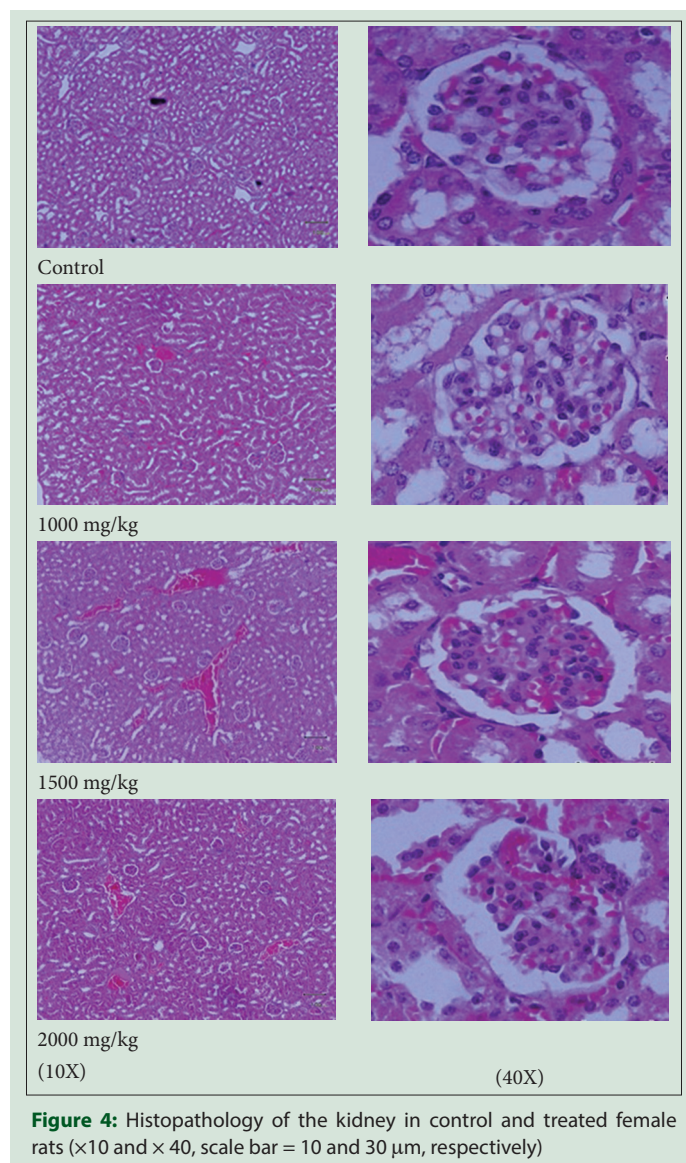 Control
1000 mg/kg
1500 mg/kg
2000 mg/kg
(10X)
(40X)
Figure 4: Histopathology of the kidney in control and treated female
rats (×10 and × 40, scale bar = 10 and 30 μm, respectively)